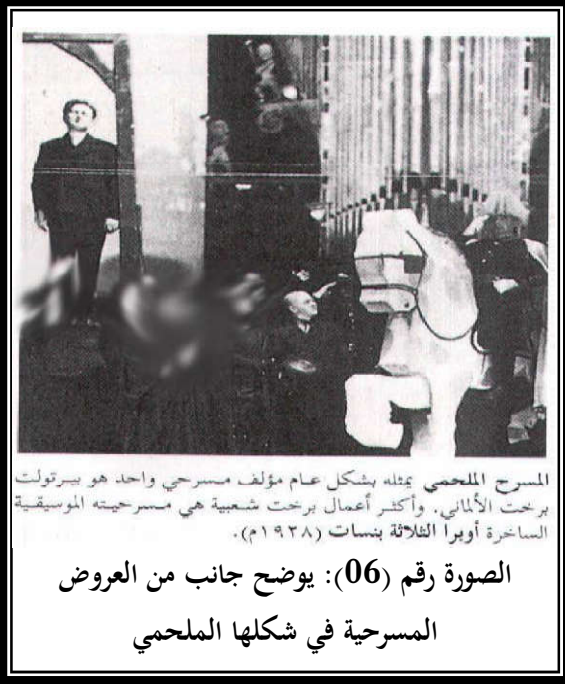 المسرح الملحمي يمثله بشكل عام مؤلف مسرحي واحد هو بيرتولت
برخت الألماني. وأكثر أعمال برخت شعبية هي مسرحيته الموسيقية
الساخرة أوبرا الثلاثة بنسات (١٩٢٨م).
الصورة رقم (06): يوضح جانب من العروض
المسرحية في شكلها الملحمي